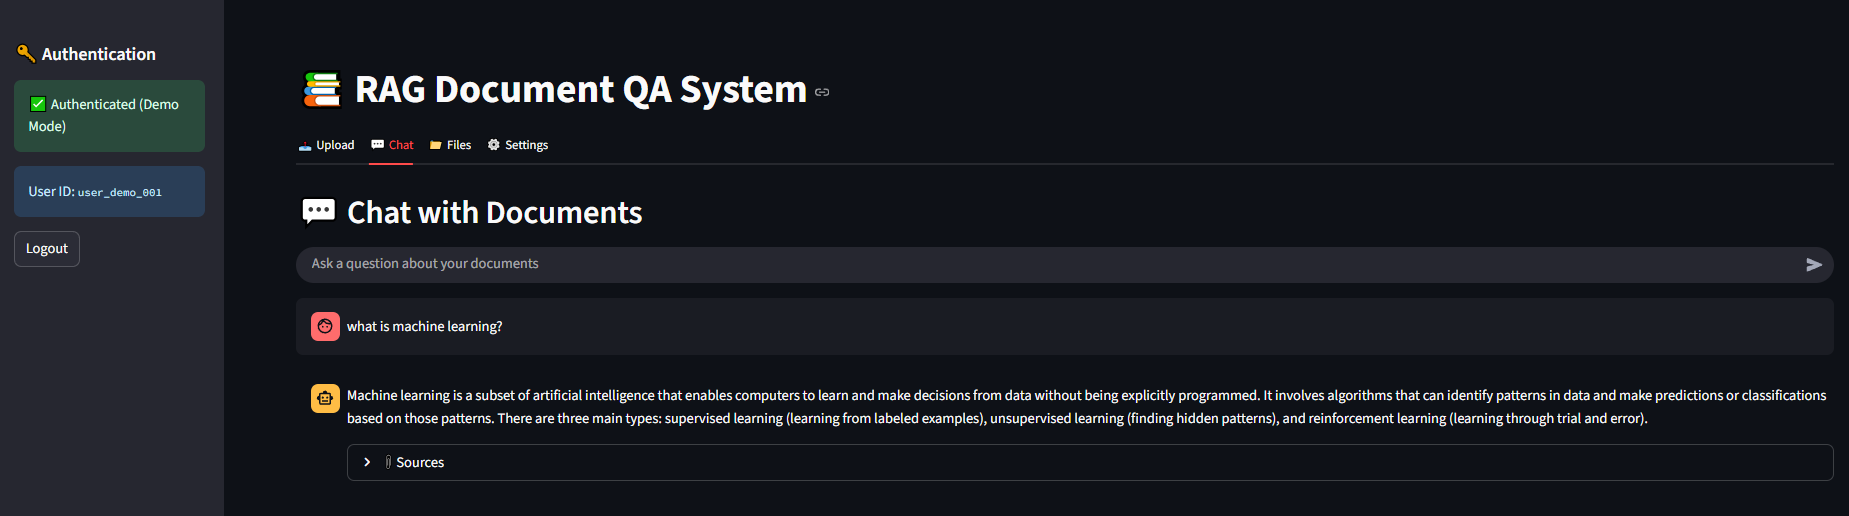 Authentication
Authenticated (Demo
Mode)
User ID: user_demo_001
Logout
RAG Document QA System
Upload
Chat
Files
Settings
Chat with Documents
Ask a question about your documents
what is machine learning?
Machine learning is a subset of artificial intelligence that enables computers to learn and make decisions from data without being explicitly programmed. It involves algorithms that can identify patterns in data and make predictions or classifications
based on those patterns. There are three main types: supervised learning (learning from labeled examples), unsupervised learning (finding hidden patterns), and reinforcement learning (learning through trial and error).
Sources